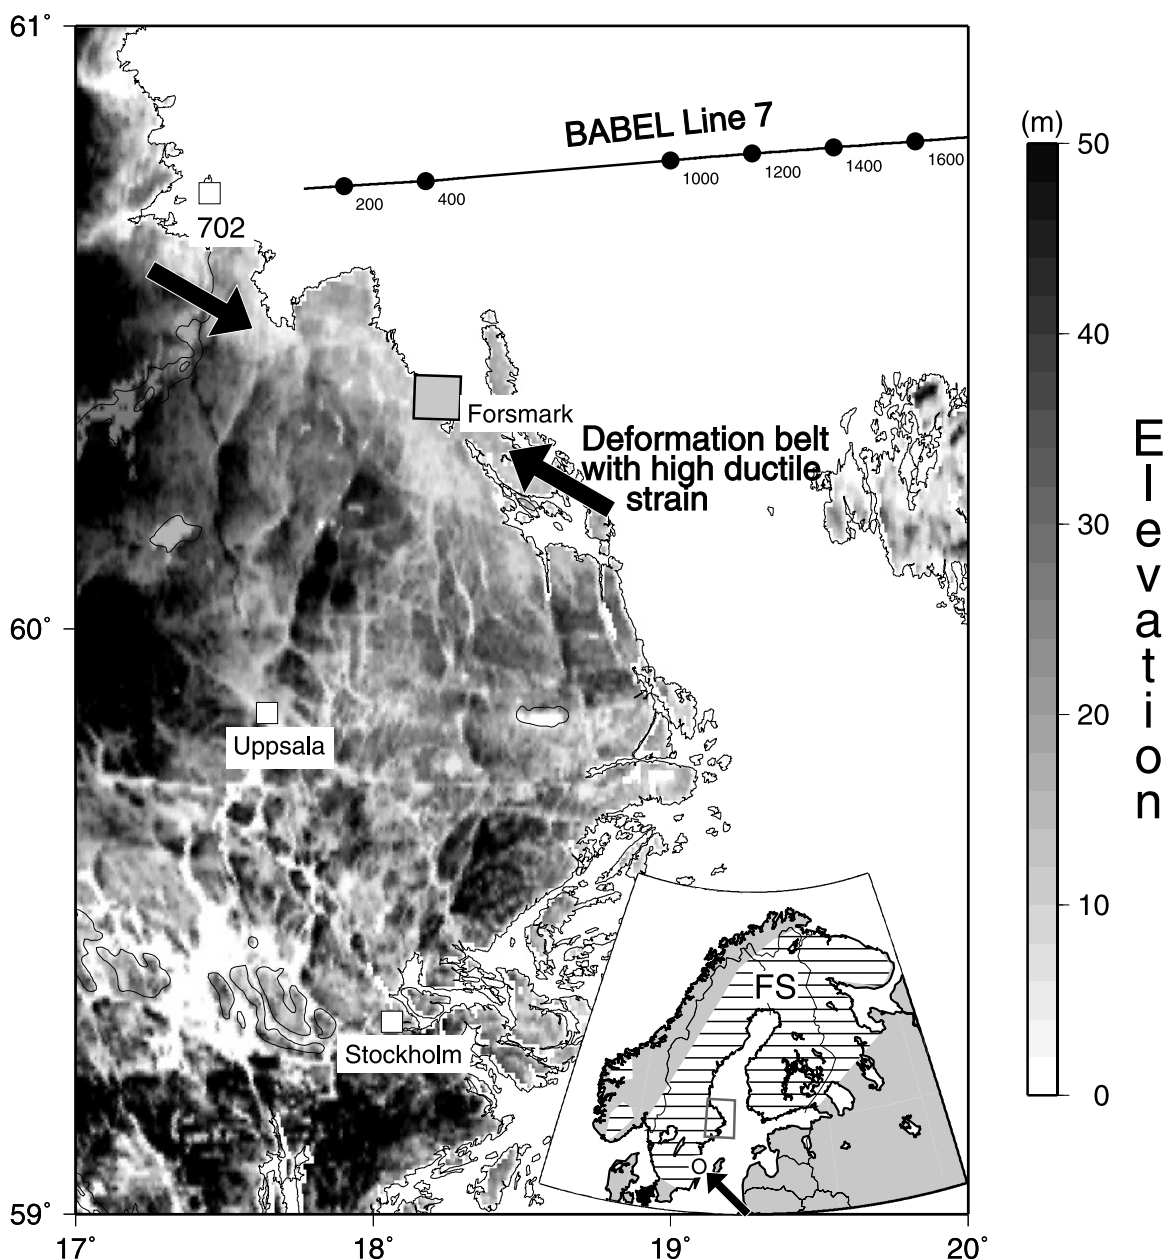 61°
BABEL Line 7
200
400
1000
1200
1400
1600
(m)
50
702
40
Forsmark
Deformation belt
with high ductile
strain
30
Elevation
60°
20
Uppsala
10
FS
Stockholm
0
O
59°
17°
18°
19°
20°